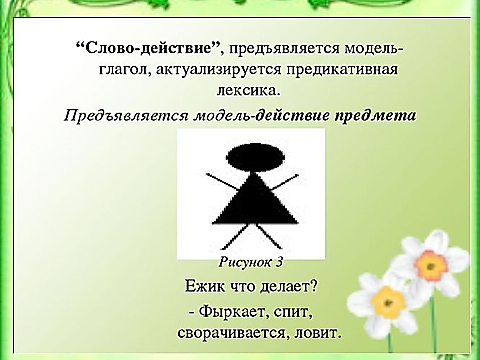 “Слово-действие”, предъявляется модель-
глагол, актуализируется предикативная
лексика.
Предъявляется модель-действие предмета
Рисунок 3
Ежик что делает?
- Фыркает, спит,
сворачивается, ловит.